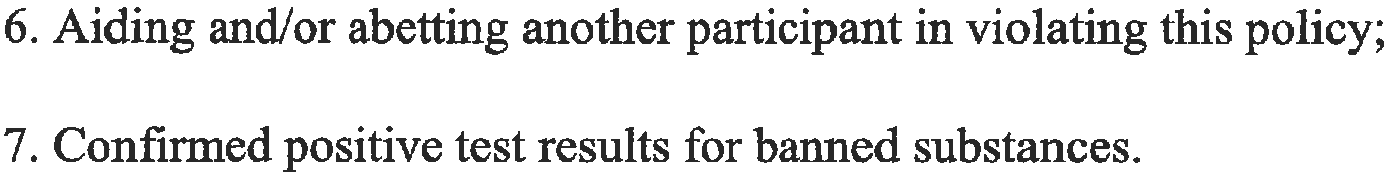 6. Aiding and/or abetting another participant in violating this policy;
7. Confirmed positive test results for banned substances.